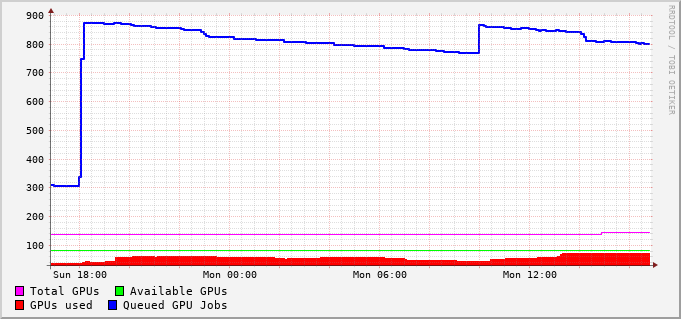 900
800
700
600
500
400
300
200
100
Sun 18:00 Mon 00:00 Mon 06:00 Mon 12:00
Total GPUs Available GPUs
GPUs used Queued GPU Jobs
RRDTOOL / TOBI OETIKER